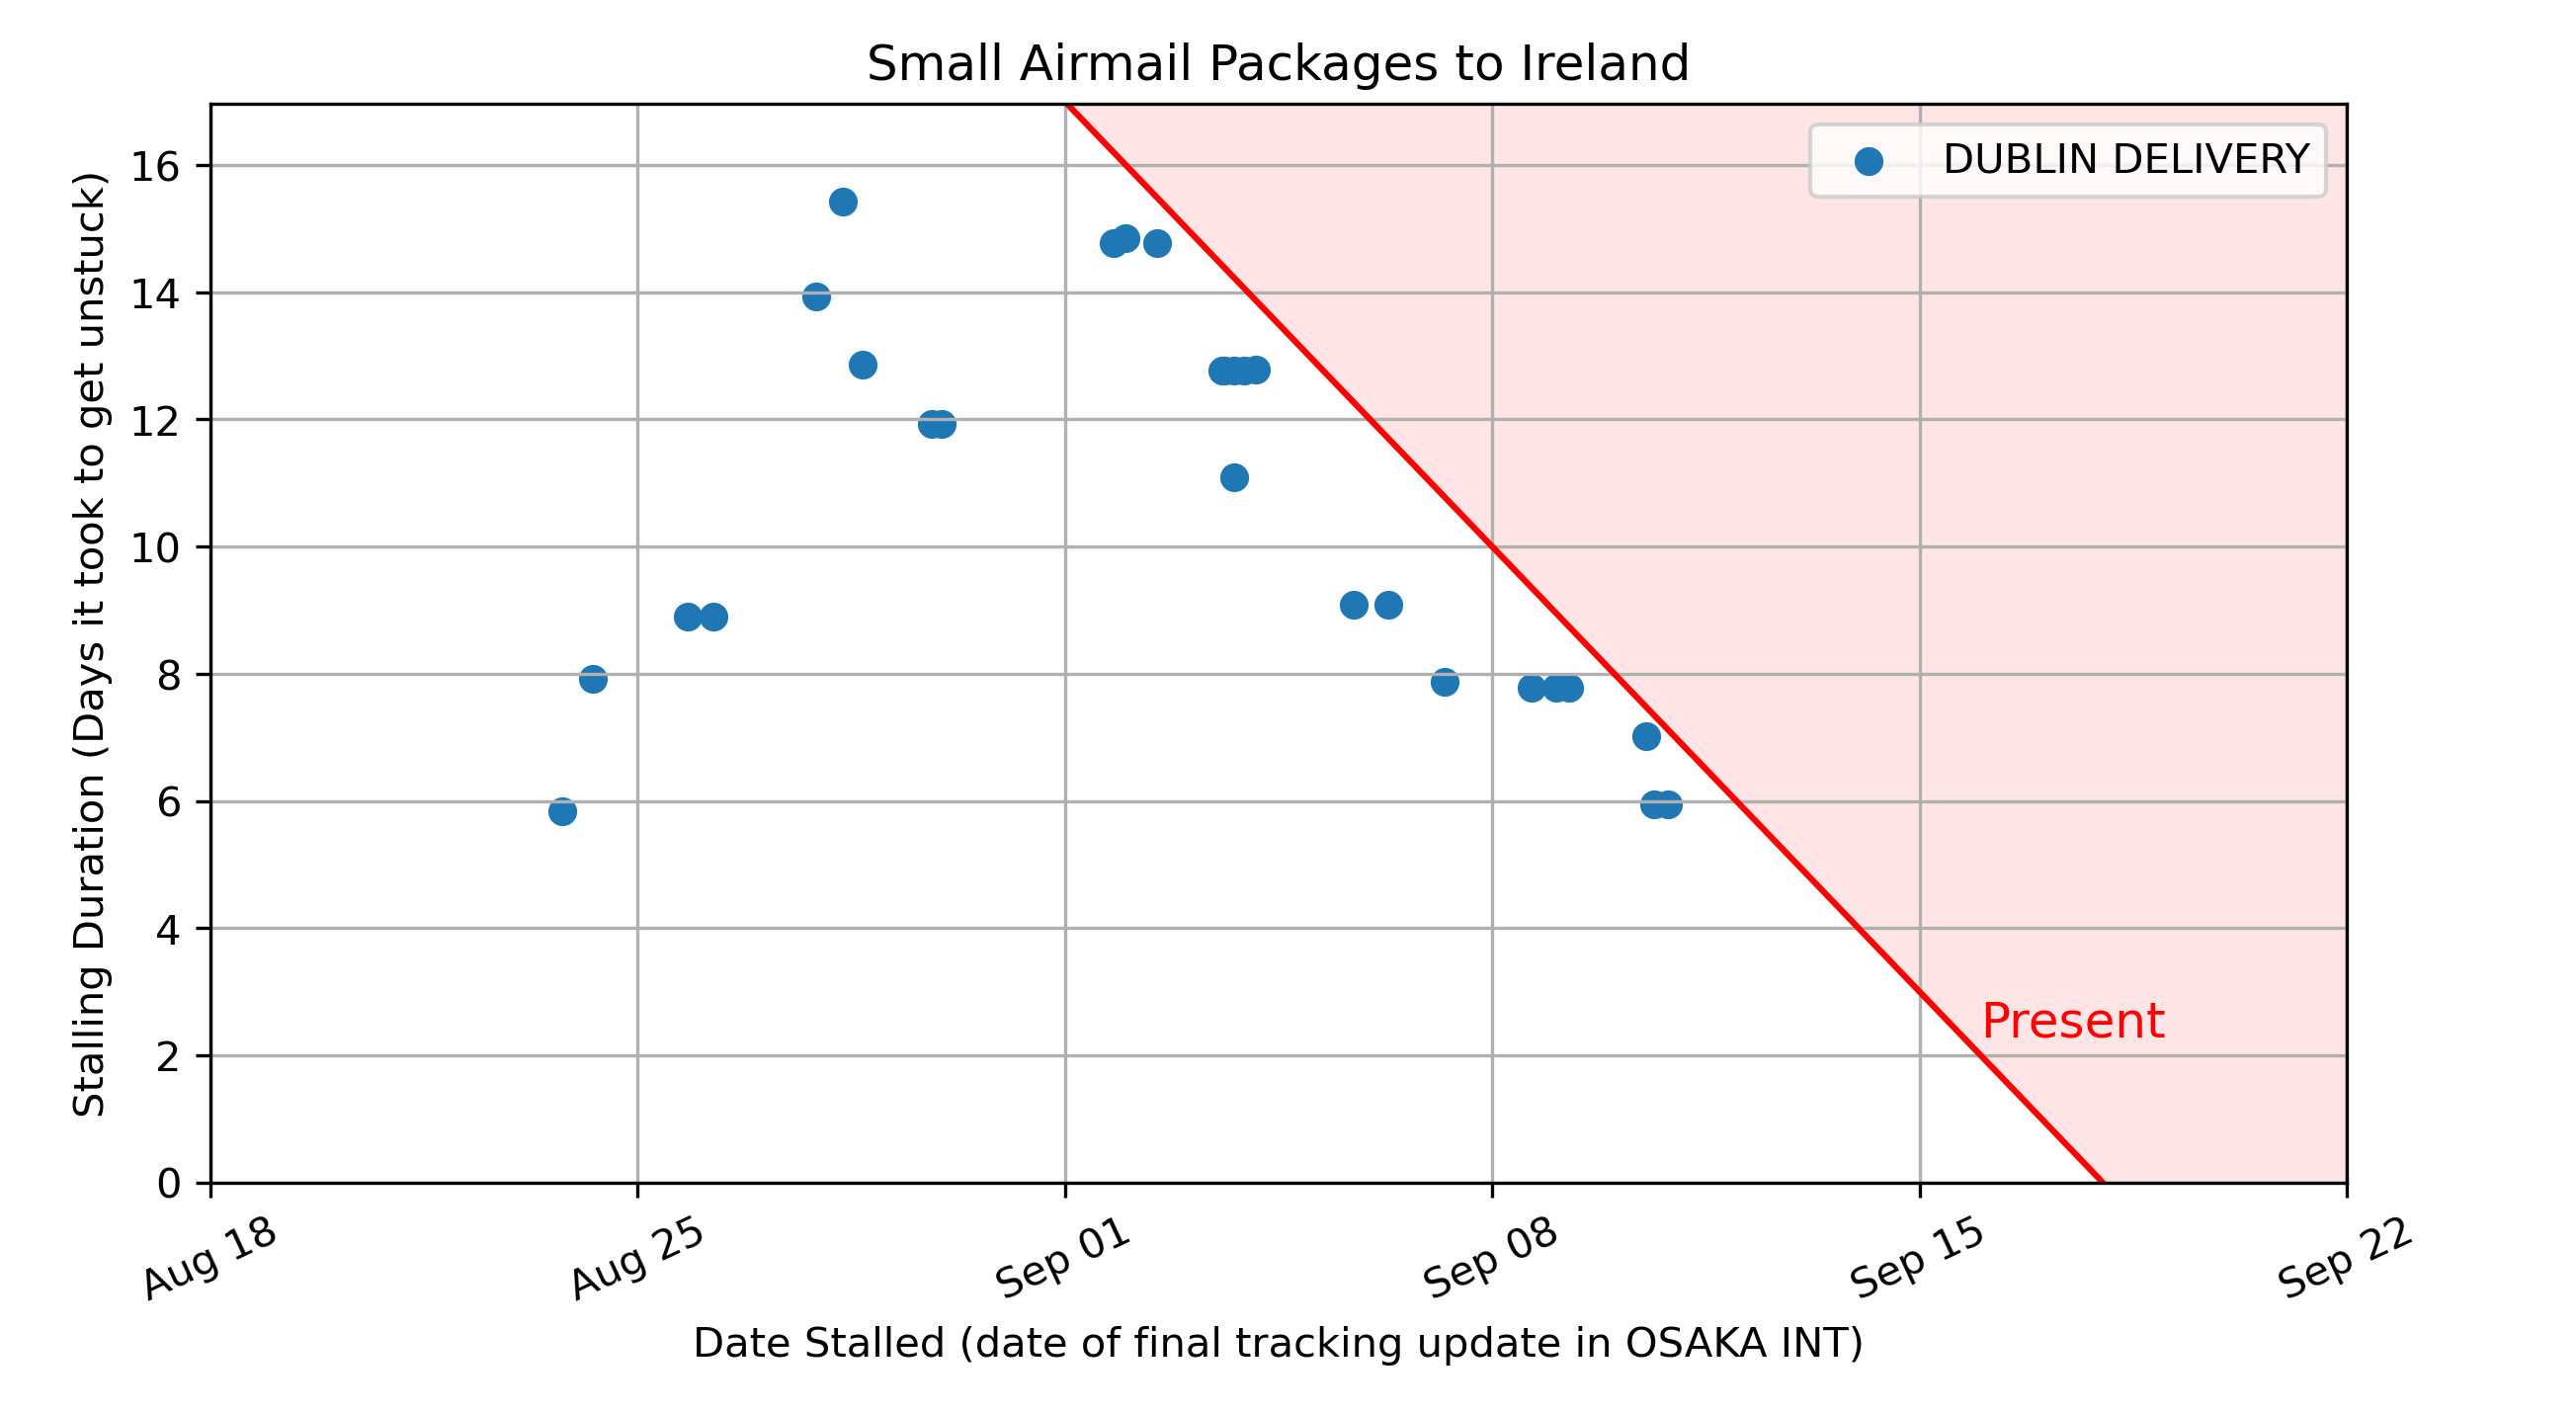 Small Airmail Packages to Ireland
DUBLIN DELIVERY
Stalling Duration (Days it took to get unstuck)
16
14
12
10
8
6
4
2
0
Present
Aug 18
Aug 25
Sep 01
Sep 08
Sep 15
Sep 22
Date Stalled (date of final tracking update in OSAKA INT)